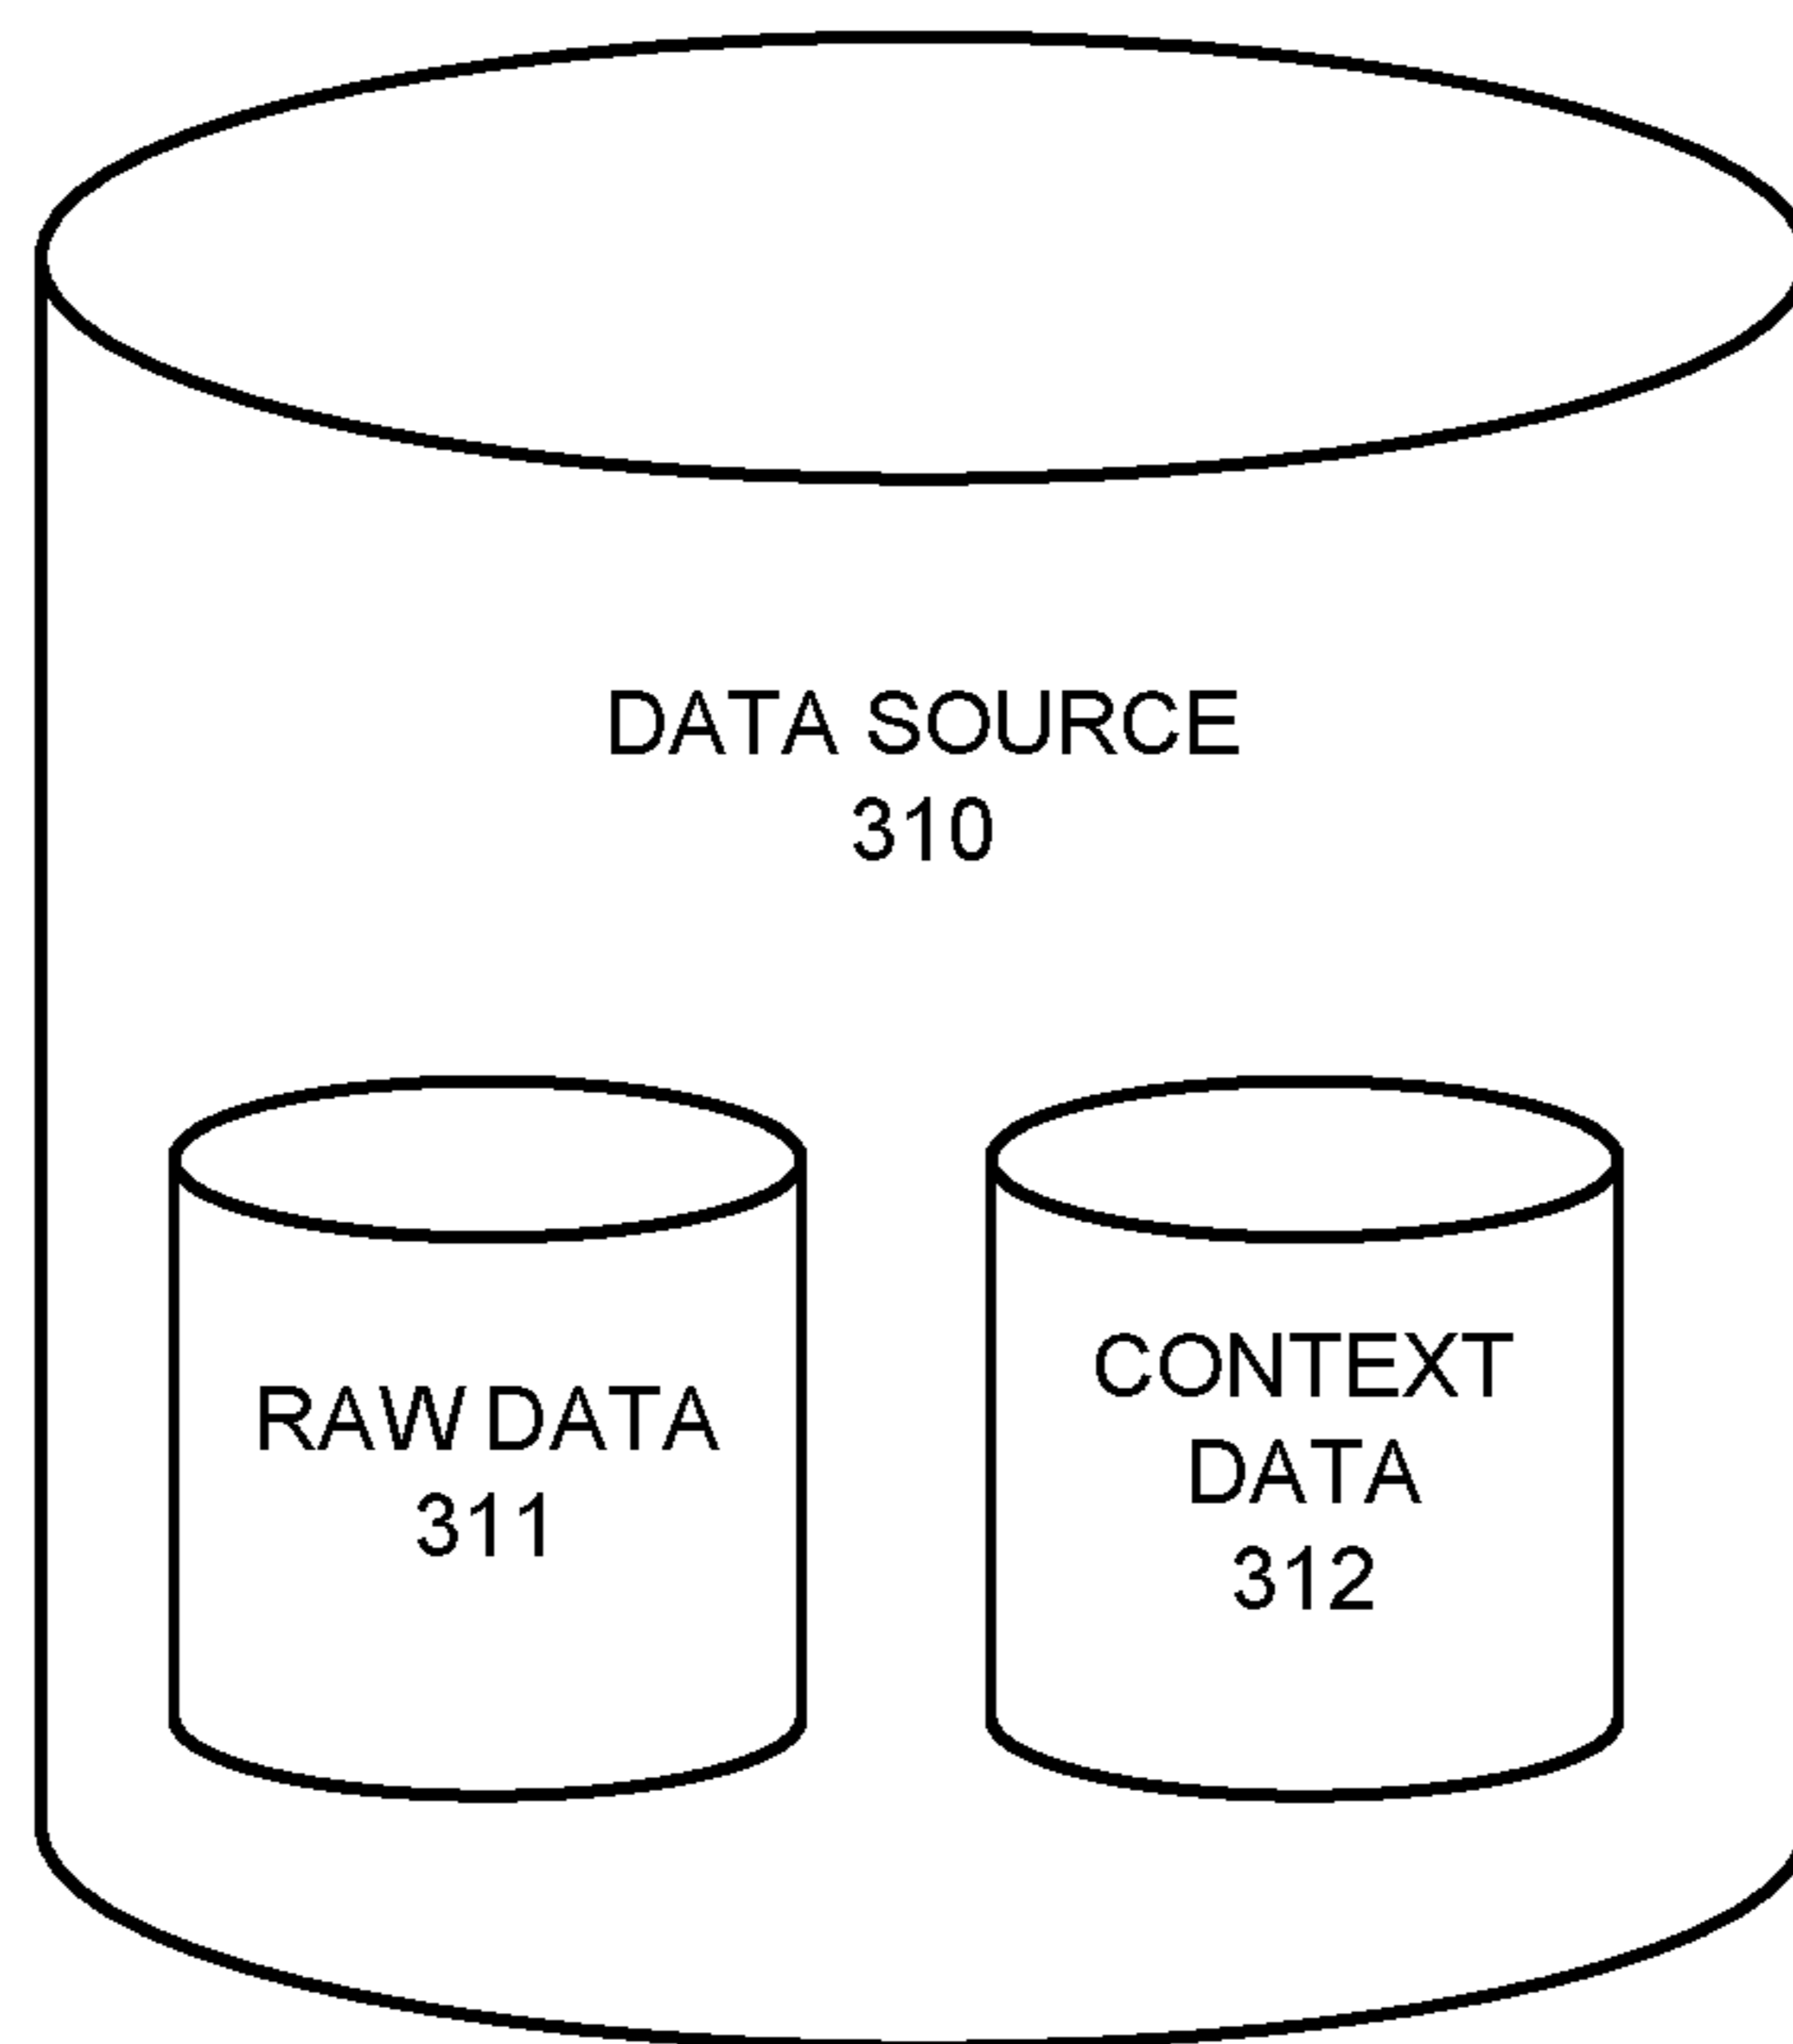 DATA SOURCE
310
RAW DATA
311
CONTEXT
DATA
312